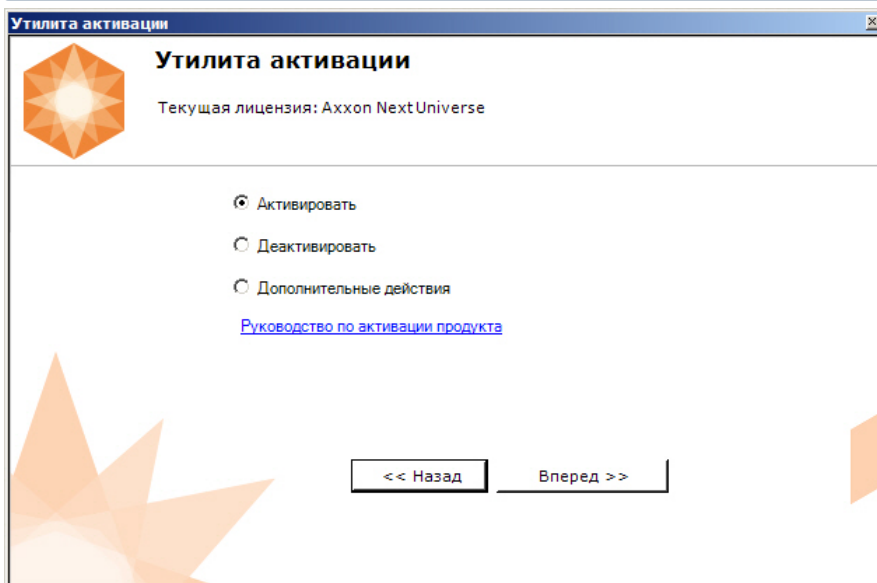 Утилита активации
Утилита активации
Текущая лицензия: Axxon Next Universe
Активировать
Деактивировать
Дополнительные действия
Руководство по активации продукта
<< Назад
Вперед >>